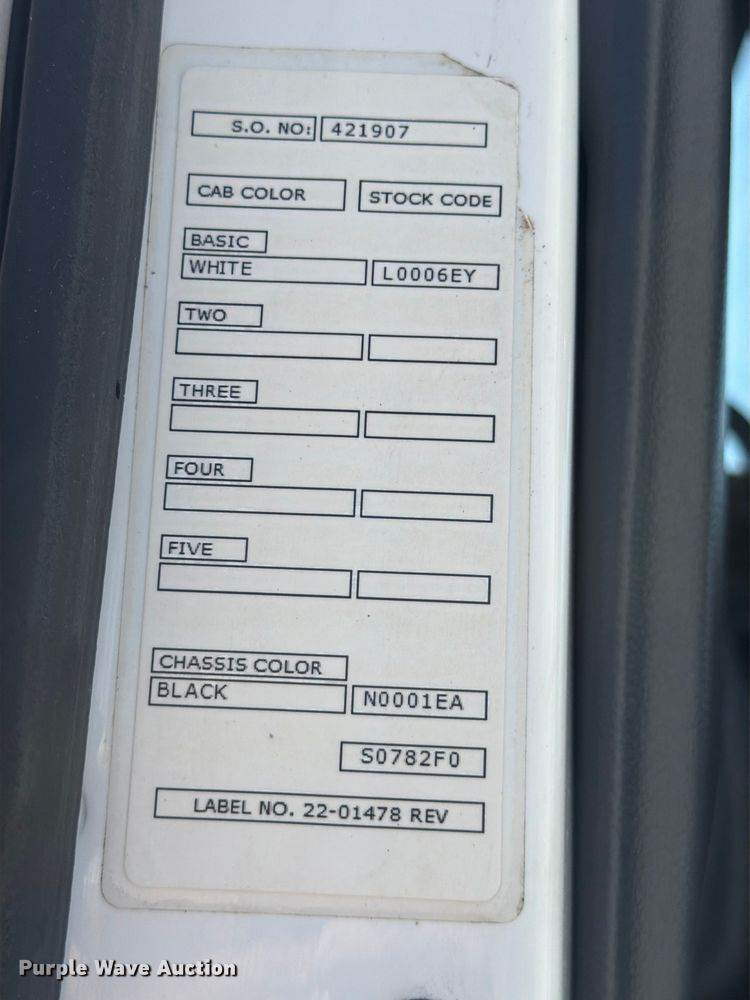 S.O. NO: 421907
CAB COLOR STOCK CODE
BASIC
WHITE L0006EY
TWO
THREE
FOUR
FIVE
CHASSIS COLOR
BLACK N0001EA
S0782F0
LABEL NO. 22-01478 REV
Purple Wave Auction